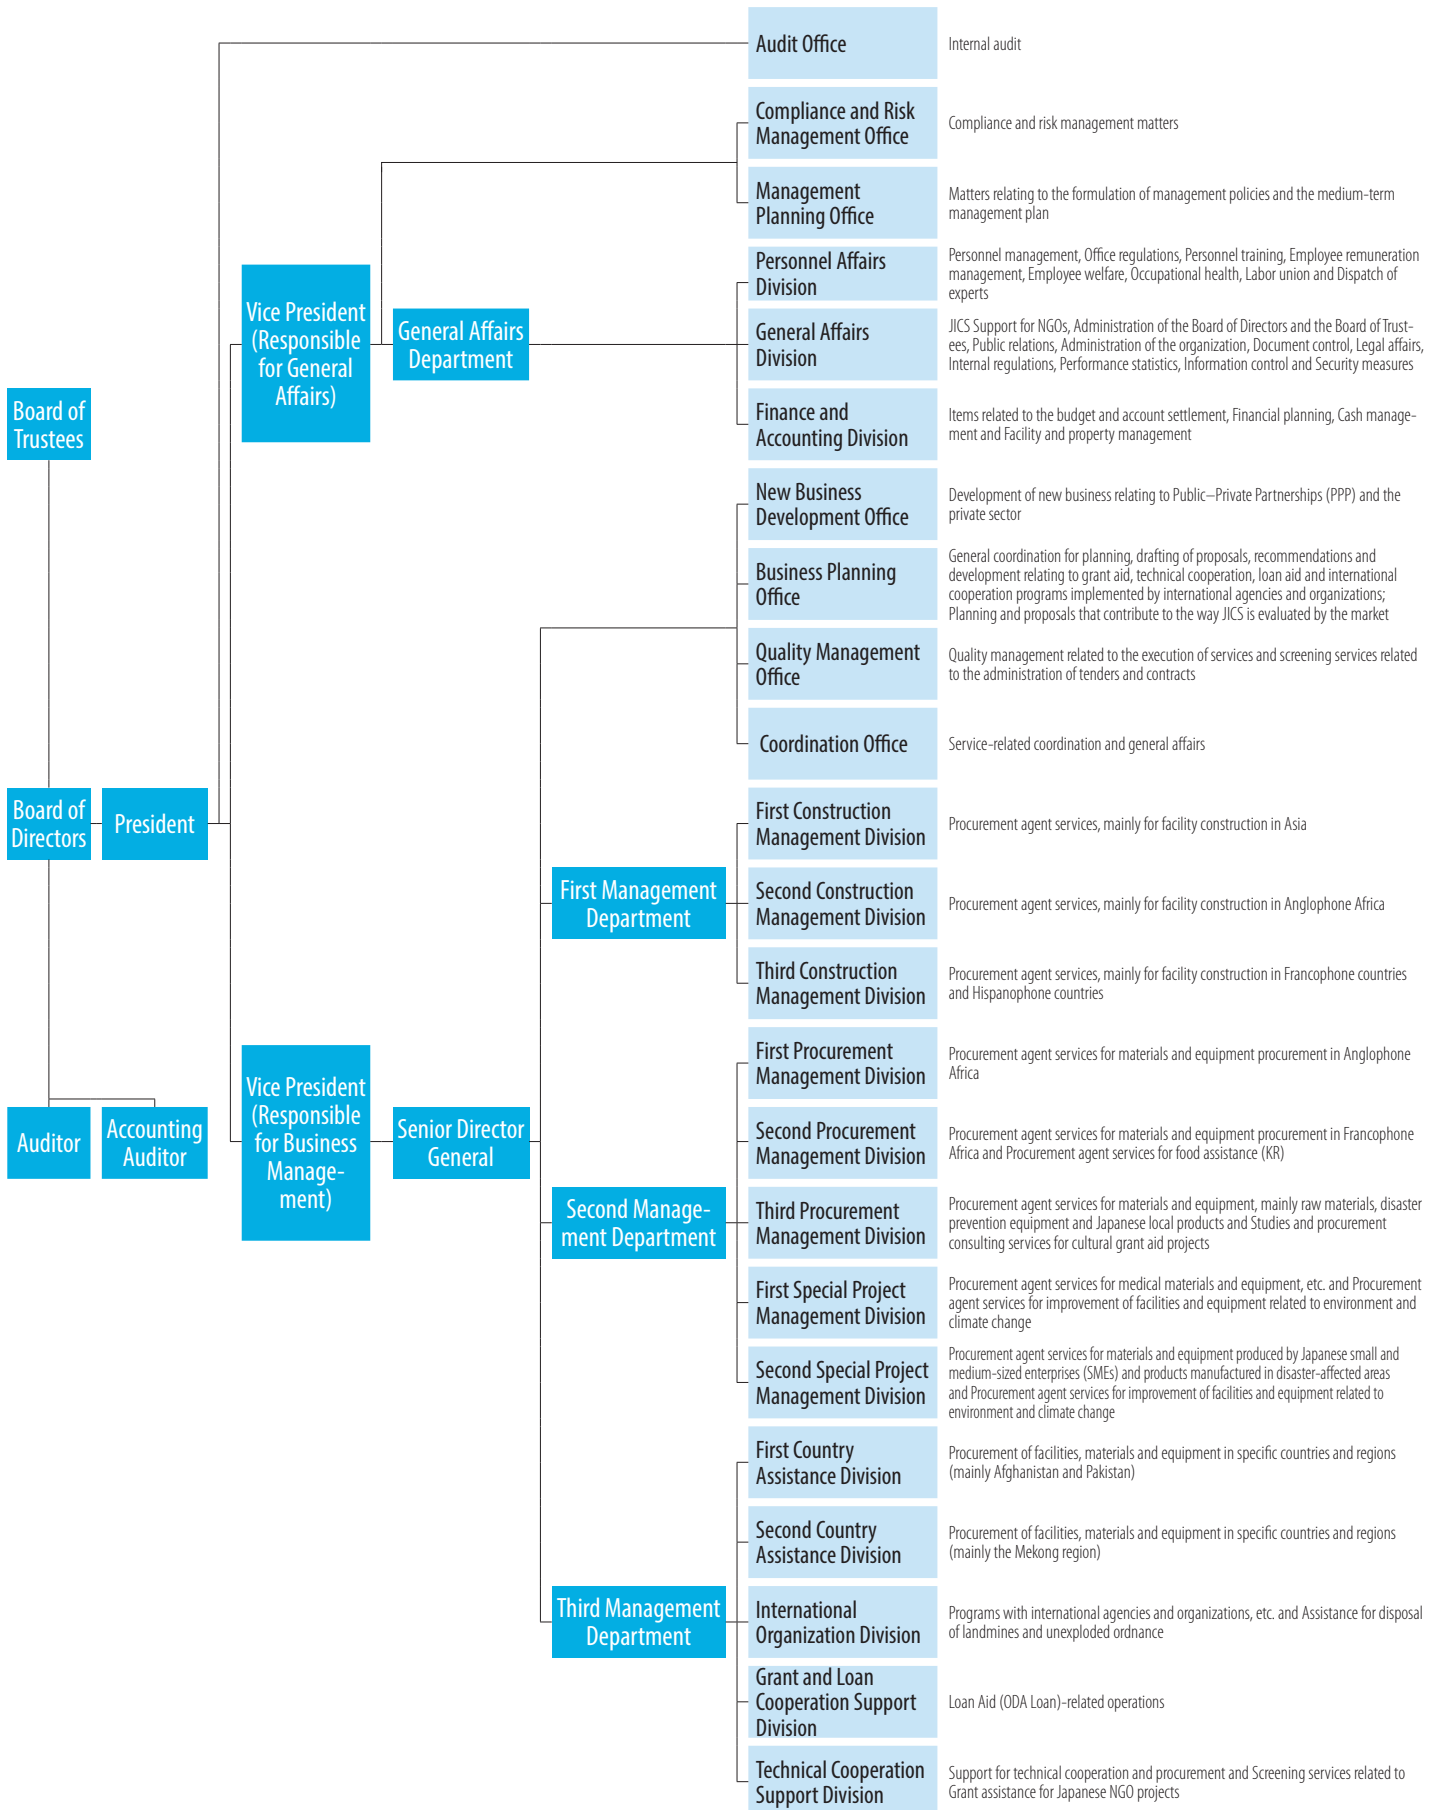 Board of
Trustees
Board of
Directors
President
Auditor
Accounting
Auditor
Vice President
(Responsible
for General
Affairs)
General Affairs
Department
Vice President
(Responsible
for Business
Manage-
ment)
Senior Director
General
First Management
Department
Second Manage-
ment Department
Third Management
Department
Audit Office
Internal audit
Compliance and Risk
Management Office
Compliance and risk management matters
Management
Planning Office
Matters relating to the formulation of management policies and the medium-term
management plan
Personnel Affairs
Division
Personnel management, Office regulations, Personnel training, Employee remuneration
management, Employee welfare, Occupational health, Labor union and Dispatch of
experts
General Affairs
Division
JICS Support for NGOs, Administration of the Board of Directors and the Board of Trust-
ees, Public relations, Administration of the organization, Document control, Legal affairs,
Internal regulations, Performance statistics, Information control and Security measures
Finance and
Accounting Division
Items related to the budget and account settlement, Financial planning, Cash manage-
ment and Facility and property management
New Business
Development Office
Development of new business relating to Public–Private Partnerships (PPP) and the
private sector
Business Planning
Office
General coordination for planning, drafting of proposals, recommendations and
development relating to grant aid, technical cooperation, loan aid and international
cooperation programs implemented by international agencies and organizations;
Planning and proposals that contribute to the way JICS is evaluated by the market
Quality Management
Office
Quality management related to the execution of services and screening services related
to the administration of tenders and contracts
Coordination Office
Service-related coordination and general affairs
First Construction
Management Division
Procurement agent services, mainly for facility construction in Asia
Second Construction
Management Division
Procurement agent services, mainly for facility construction in Anglophone Africa
Third Construction
Management Division
Procurement agent services, mainly for facility construction in Francophone countries
and Hispanophone countries
First Procurement
Management Division
Procurement agent services for materials and equipment procurement in Anglophone
Africa
Second Procurement
Management Division
Procurement agent services for materials and equipment procurement in Francophone
Africa and Procurement agent services for food assistance (KR)
Third Procurement
Management Division
Procurement agent services for materials and equipment, mainly raw materials, disaster
prevention equipment and Japanese local products and Studies and procurement
consulting services for cultural grant aid projects
First Special Project
Management Division
Procurement agent services for medical materials and equipment, etc. and Procurement
agent services for improvement of facilities and equipment related to environment and
climate change
Second Special Project
Management Division
Procurement agent services for materials and equipment produced by Japanese small and
medium-sized enterprises (SMEs) and products manufactured in disaster-affected areas
and Procurement agent services for improvement of facilities and equipment related to
environment and climate change
First Country
Assistance Division
Procurement of facilities, materials and equipment in specific countries and regions
(mainly Afghanistan and Pakistan)
Second Country
Assistance Division
Procurement of facilities, materials and equipment in specific countries and regions
(mainly the Mekong region)
International
Organization Division
Programs with international agencies and organizations, etc. and Assistance for disposal
of landmines and unexploded ordnance
Grant and Loan
Cooperation Support
Division
Loan Aid (ODA Loan)-related operations
Technical Cooperation
Support Division
Support for technical cooperation and procurement and Screening services related to
Grant assistance for Japanese NGO projects